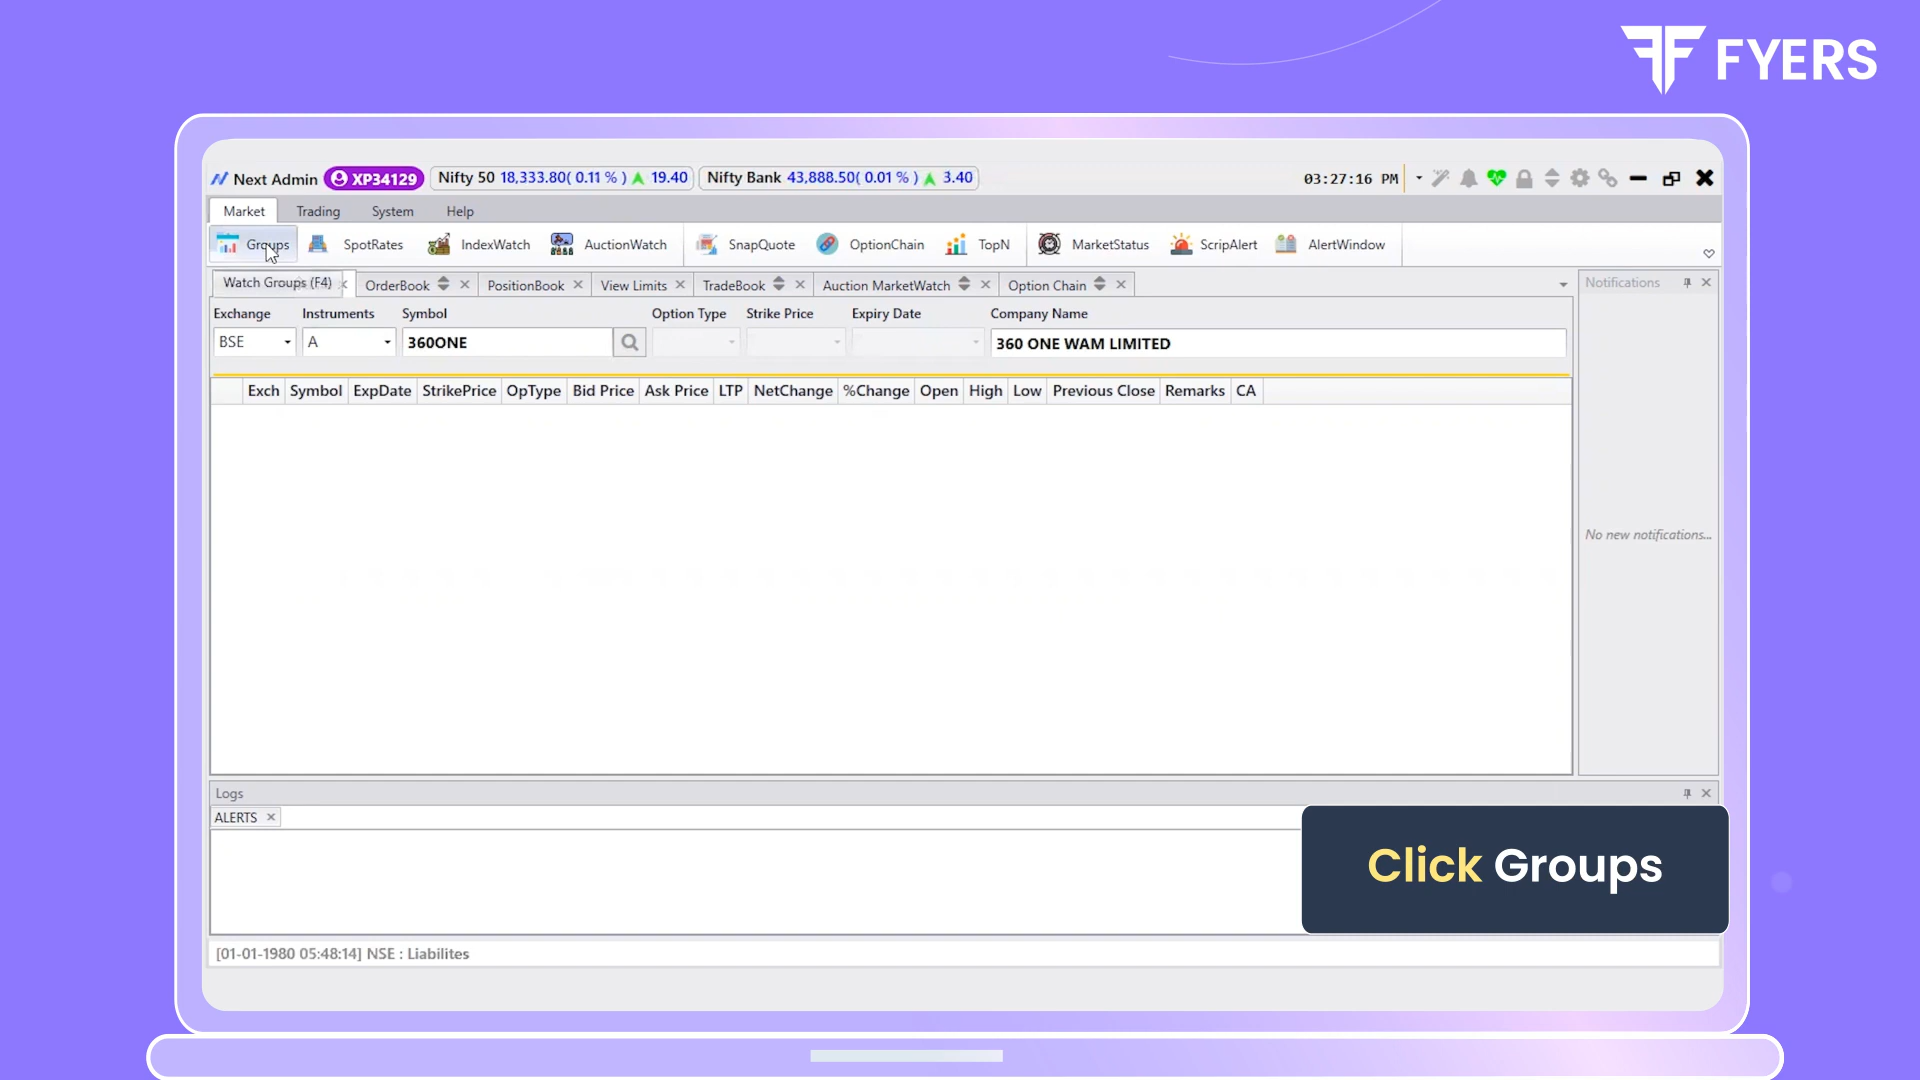 FYERS
Next Admin XP34129 Nifty 50 18,333.80( 0.11 % ) 19.40 Nifty Bank 43,888.50( 0.01 % ) 3.40 03:27:16 PM
Market Trading System Help
Groups SpotRates IndexWatch AuctionWatch SnapQuote OptionChain TopN MarketStatus ScripAlert AlertWindow
Watch Groups (F4) OrderBook PositionBook View Limits TradeBook Auction MarketWatch Option Chain Notifications
Exchange Instruments Symbol Option Type Strike Price Expiry Date Company Name
BSE A 360ONE 360 ONE WAM LIMITED
Exch Symbol ExpDate StrikePrice OpType Bid Price Ask Price LTP NetChange %Change Open High Low Previous Close Remarks CA
No new notifications...
Logs
ALERTS
Click Groups
[01-01-1980 05:48:14] NSE : Liabilites